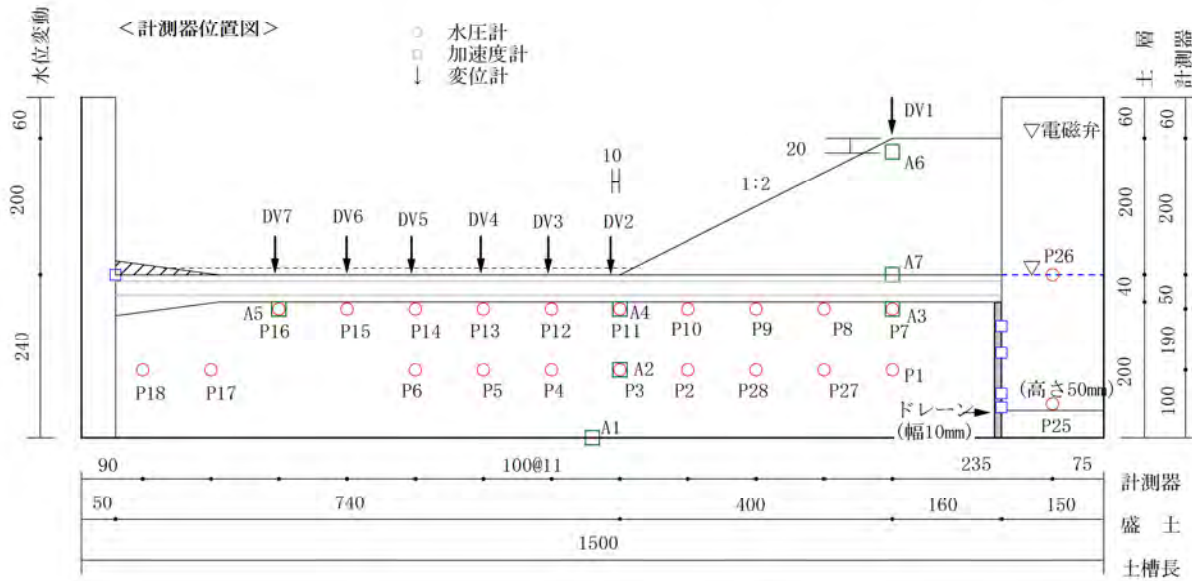 <計測器位置図>
○ 水圧計
□ 加速度計
↓ 変位計
水位変動
土層
計測器
60
200
240
60
200
40
200
60
200
50
190
100
DV1
▽電磁弁
20
A6
10
1:2
DV7
DV6
DV5
DV4
DV3
DV2
A7
▽
P26
A5
P16
P15
P14
P13
P12
A4
P11
P10
P9
P8
A3
P7
P18
P17
P6
P5
P4
A2
P3
P2
P28
P27
P1
(高さ50mm)
ドレーン
(幅10mm)
P25
A1
90
100@11
235
75
計測器
50
740
400
160
150
盛 土
1500
土槽長